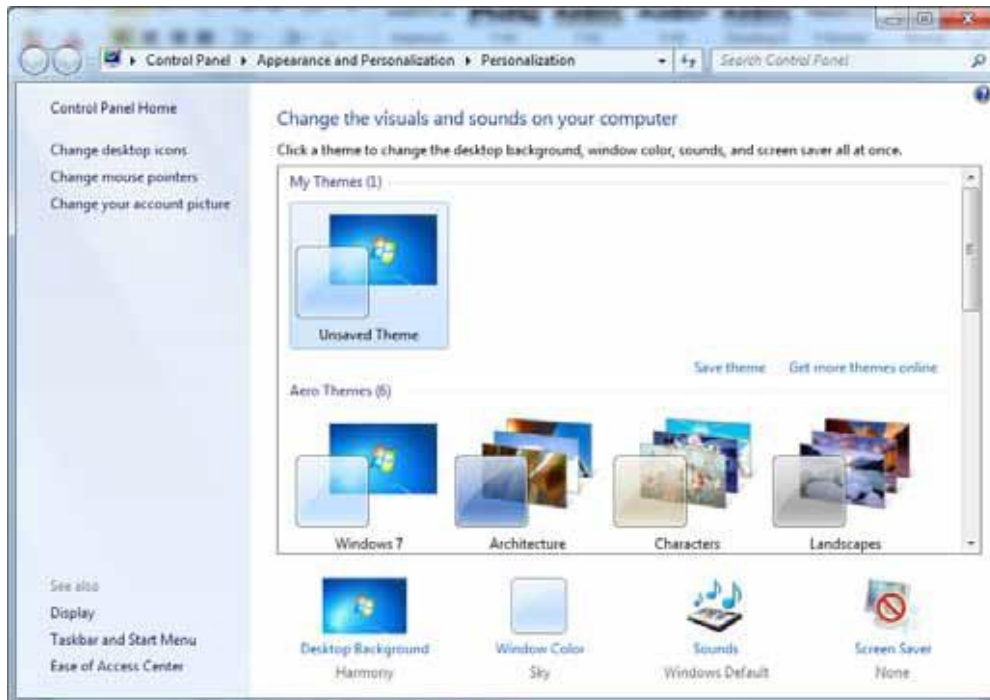 Control Panel ▸ Appearance and Personalization ▸ Personalization
Search Control Panel
Control Panel Home
Change desktop icons
Change mouse pointers
Change your account picture
Change the visuals and sounds on your computer
Click a theme to change the desktop background, window color, sounds, and screen saver all at once.
My Themes (1)
Unsaved Theme
Save theme Get more themes online
Aero Themes (6)
Windows 7 Architecture Characters Landscapes
See also
Display
Taskbar and Start Menu
Ease of Access Center
Desktop Background Window Color Sounds Screen Saver
Harmony Sky Windows Default None